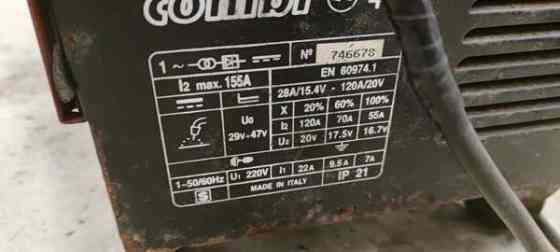 combi
1 ~ Nº 746678
I2 max. 155A EN 60974.1
28A/15.4V - 120A/20V
X 20% 60% 100%
U0 29v-47v
I2 120A 70A 55A
U2 20v 17.5V 16.7v
1~50/60Hz U1 220V I1 22A 9.5A 7A
S MADE IN ITALY IP 21